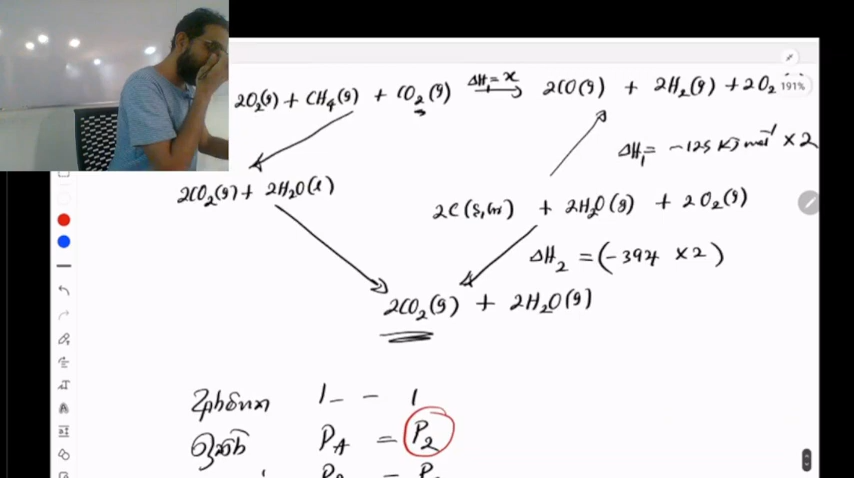 2O₂(g) + CH₄(g) + CO₂(g) ΔH=x → 2CO(g) + 2H₂(g) + 2O₂
191%
ΔH₁ = -125 kJ mol⁻¹ × 2
2CO₂(g) + 2H₂O(l)
2C(s,gr) + 2H₂O(g) + 2O₂(g)
ΔH₂ = (-394 × 2)
2CO₂(g) + 2H₂O(g)
1 - - 1
P_A = P₂